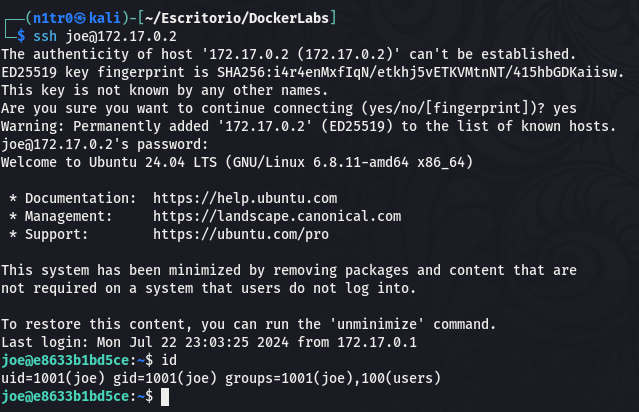 ┌──(n1tr0㉿kali)-[~/Escritorio/DockerLabs]
└─$ ssh joe@172.17.0.2
The authenticity of host '172.17.0.2 (172.17.0.2)' can't be established.
ED25519 key fingerprint is SHA256:i4r4enMxfIqN/etkhj5vETKVMtnNT/415hbGDKaiisw.
This key is not known by any other names.
Are you sure you want to continue connecting (yes/no/[fingerprint])? yes
Warning: Permanently added '172.17.0.2' (ED25519) to the list of known hosts.
joe@172.17.0.2's password:
Welcome to Ubuntu 24.04 LTS (GNU/Linux 6.8.11-amd64 x86_64)
* Documentation:  https://help.ubuntu.com
* Management:     https://landscape.canonical.com
* Support:        https://ubuntu.com/pro
This system has been minimized by removing packages and content that are
not required on a system that users do not log into.
To restore this content, you can run the 'unminimize' command.
Last login: Mon Jul 22 23:03:25 2024 from 172.17.0.1
joe@e8633b1bd5ce:~$ id
uid=1001(joe) gid=1001(joe) groups=1001(joe),100(users)
joe@e8633b1bd5ce:~$